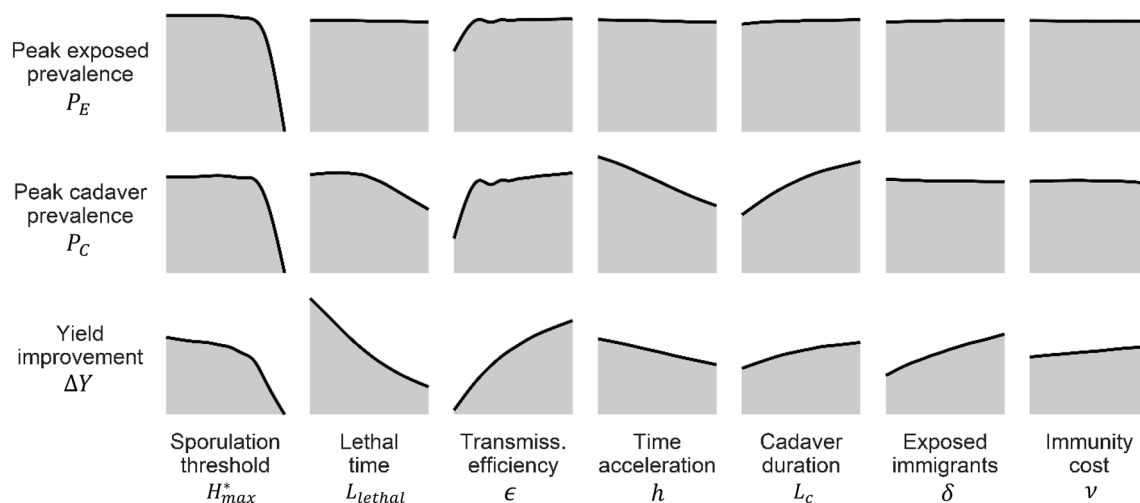 Peak exposed
prevalence
P_E
Peak cadaver
prevalence
P_C
Yield
improvement
ΔY
Sporulation
threshold
H*_max
Lethal
time
L_lethal
Transmiss.
efficiency
ϵ
Time
acceleration
h
Cadaver
duration
L_c
Exposed
immigrants
δ
Immunity
cost
ν